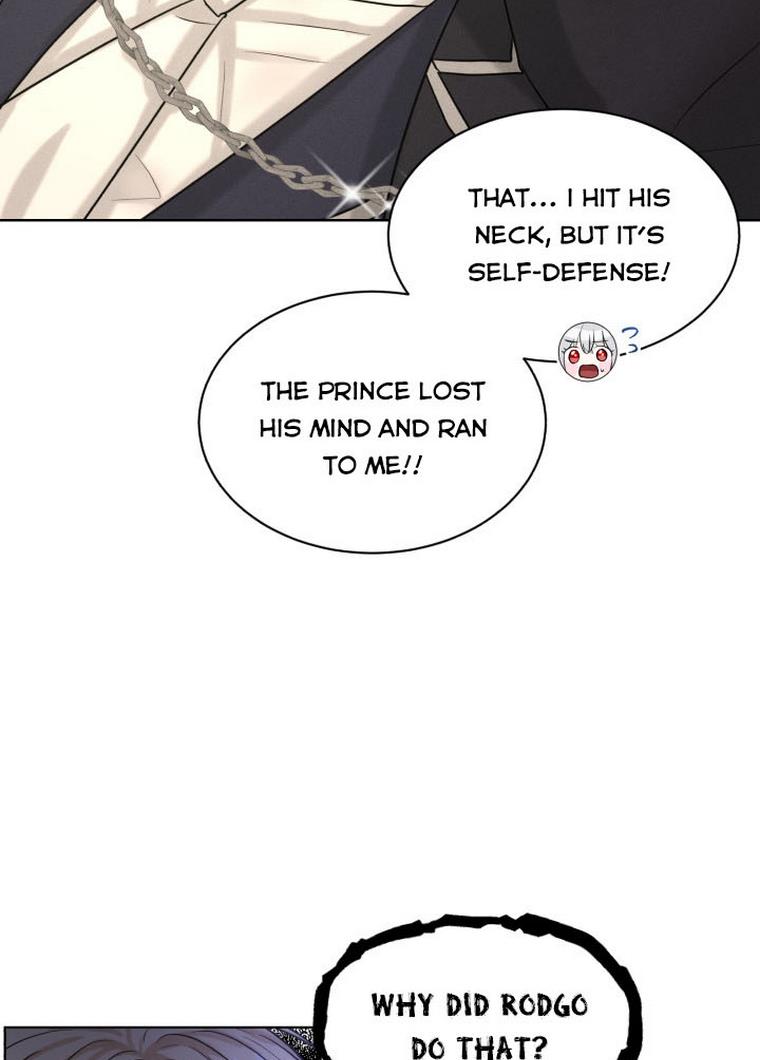 THAT... I HIT HIS
NECK, BUT IT'S
SELF-DEFENSE!
THE PRINCE LOST
HIS MIND AND RAN
TO ME!!
WHY DID RODGO
DO THAT?